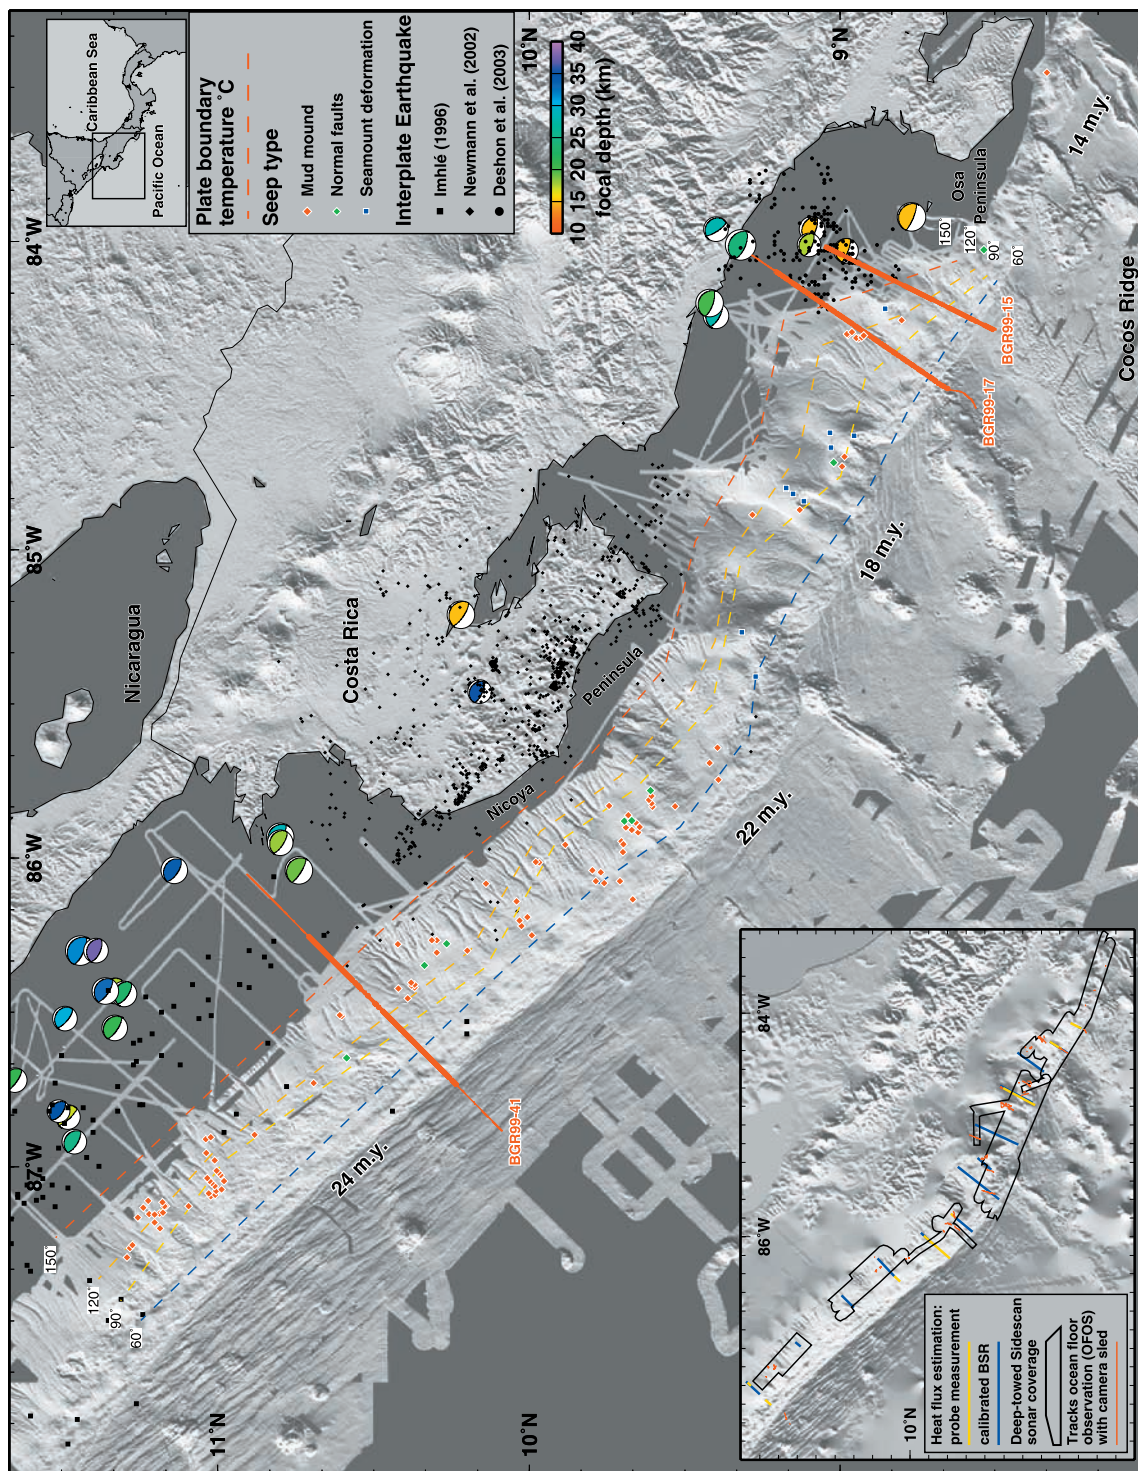 Caribbean Sea
Pacific Ocean
Plate boundary
temperature ˚C
Seep type
Mud mound
Normal faults
Seamount deformation
Interplate Earthquake
Imhlé (1996)
Newmann et al. (2002)
Deshon et al. (2003)
10 15 20 25 30 35 40
focal depth (km)
10˚N
9˚N
84˚W
85˚W
86˚W
87˚W
11˚N
10˚N
Nicaragua
Costa Rica
Nicoya
Peninsula
Osa
Peninsula
14 m.y.
18 m.y.
22 m.y.
24 m.y.
Cocos Ridge
BGR99-15
BGR99-17
BGR99-41
150˚
120˚
90˚
60˚
150˚
120˚
90˚
60˚
84˚W
86˚W
10˚N
Heat flux estimation:
probe measurement
calibrated BSR
Deep-towed Sidescan
sonar coverage
Tracks ocean floor
observation (OFOS)
with camera sled